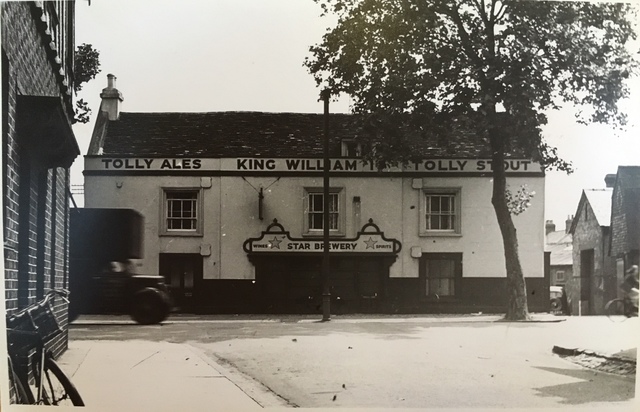 TOLLY ALES KING WILLIAM TOLLY STOUT
WINES STAR BREWERY SPIRITS